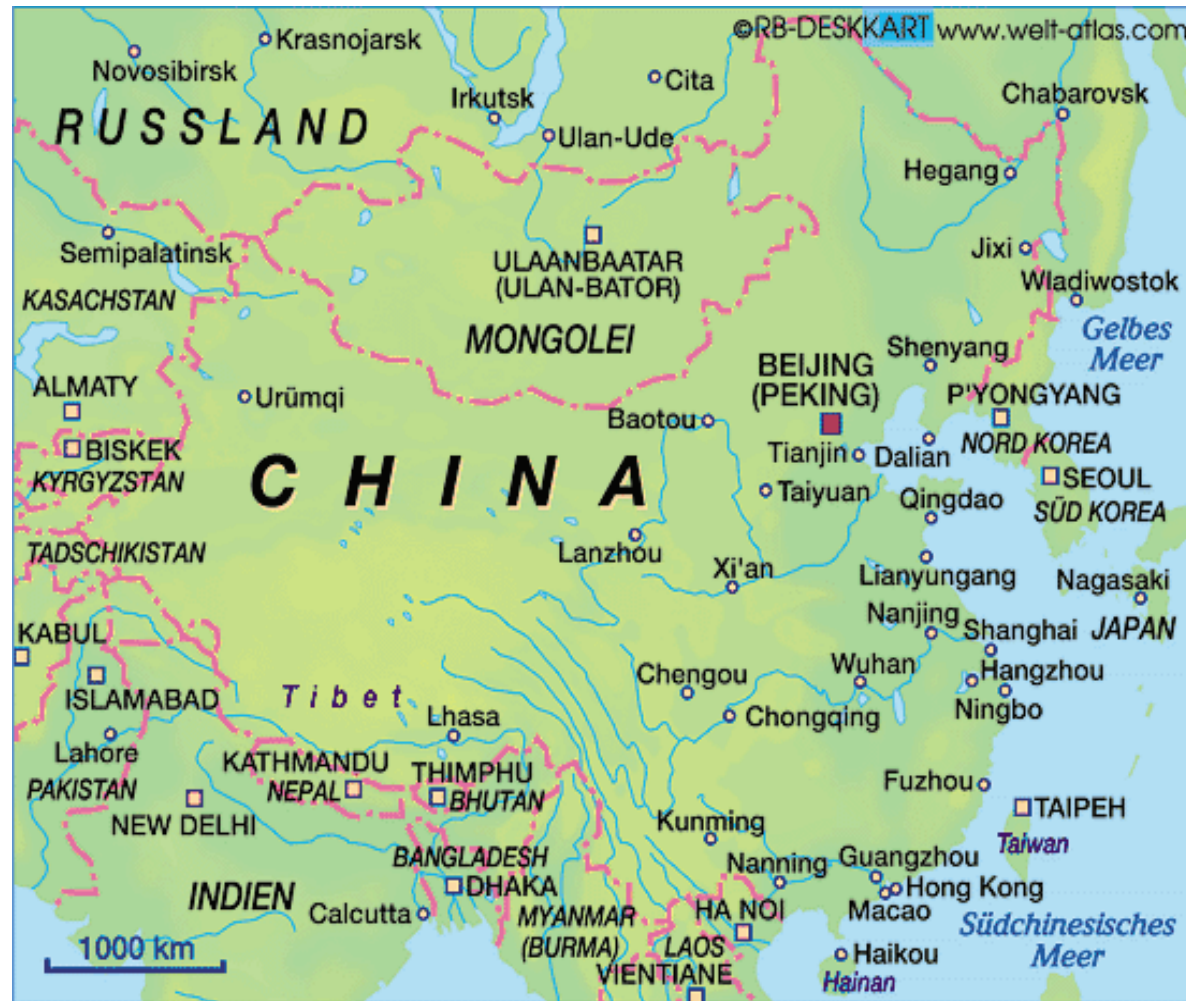 ©RB-DESKKART www.welt-atlas.com
Krasnojarsk
Novosibirsk
Cita
Irkutsk
Chabarovsk
RUSSLAND
Ulan-Ude
Hegang
Semipalatinsk
ULAANBAATAR
(ULAN-BATOR)
Jixi
KASACHSTAN
Wladiwostok
MONGOLEI
Gelbes
Meer
Shenyang
BEIJING
(PEKING)
ALMATY
Urümqi
P'YONGYANG
Baotou
BISKEK
NORD KOREA
Tianjin
Dalian
KYRGYZSTAN
CHINA
SEOUL
Taiyuan
Qingdao
SÜD KOREA
TADSCHIKISTAN
Lanzhou
Xi'an
Lianyungang
Nagasaki
Nanjing
KABUL
Shanghai
JAPAN
Wuhan
Hangzhou
Chengou
ISLAMABAD
Tibet
Ningbo
Lhasa
Chongqing
Lahore
KATHMANDU
THIMPHU
Fuzhou
PAKISTAN
NEPAL
BHUTAN
TAIPEH
NEW DELHI
Kunming
Taiwan
BANGLADESH
Nanning
Guangzhou
DHAKA
Hong Kong
INDIEN
Calcutta
MYANMAR
(BURMA)
HA NOI
Macao
Südchinesisches
Meer
1000 km
LAOS
Haikou
VIENTIANE
Hainan